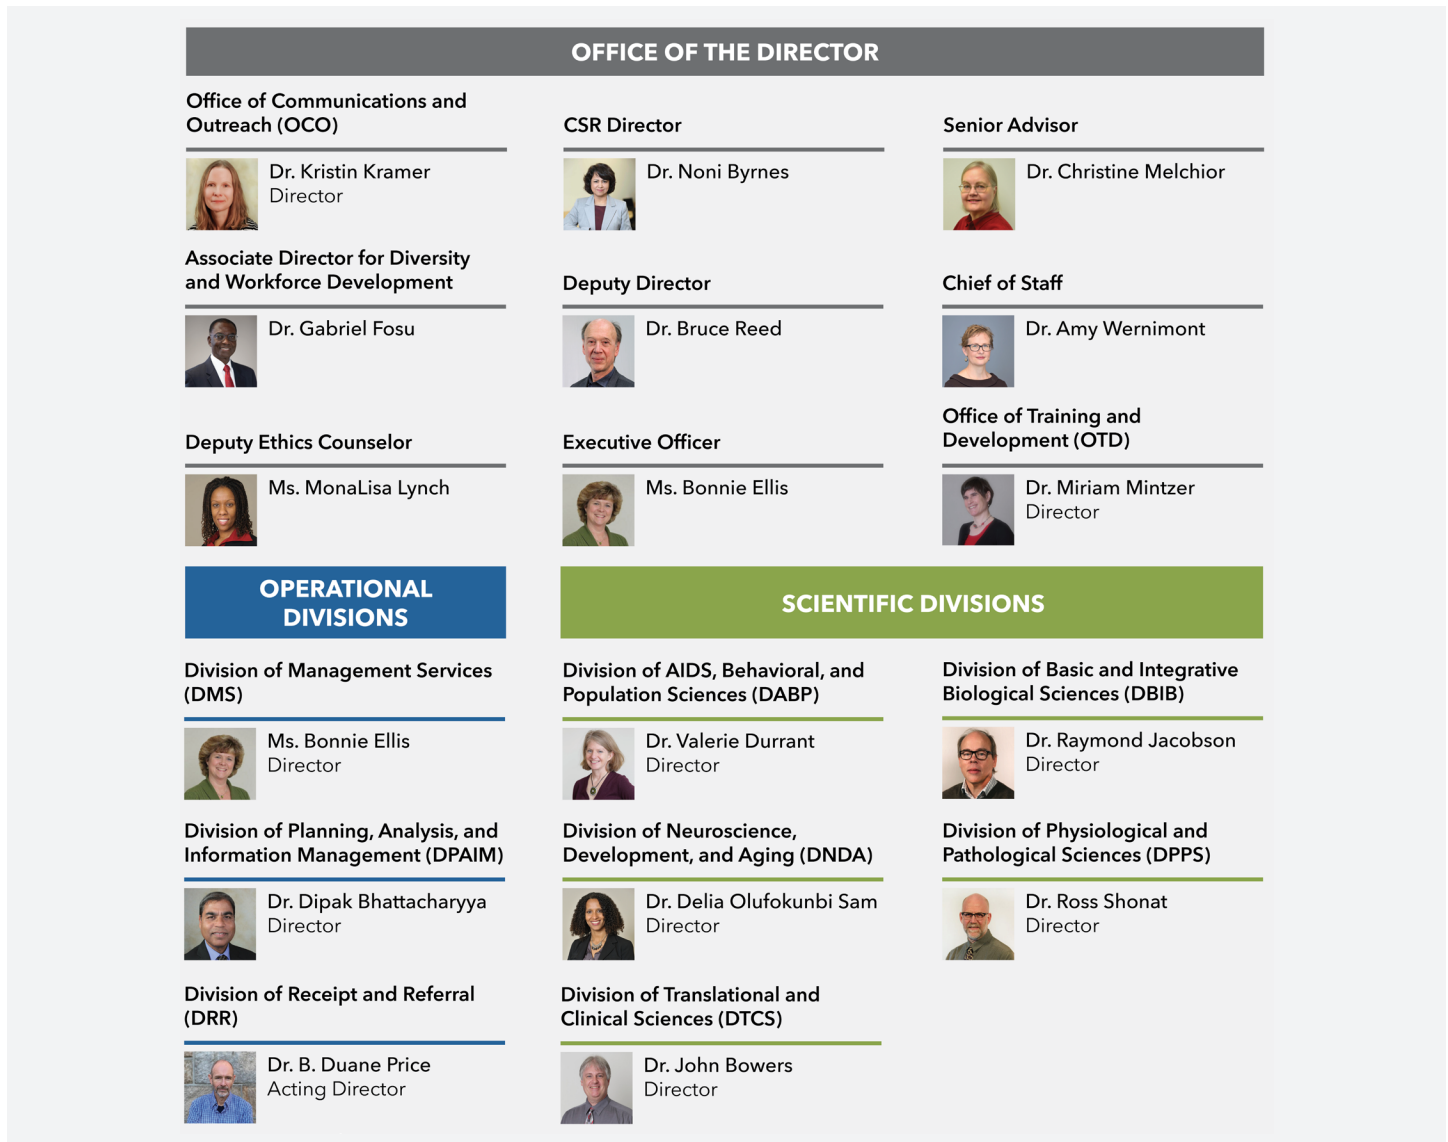 OFFICE OF THE DIRECTOR
Office of Communications and
Outreach (OCO)
Dr. Kristin Kramer
Director
CSR Director
Dr. Noni Byrnes
Senior Advisor
Dr. Christine Melchior
Associate Director for Diversity
and Workforce Development
Dr. Gabriel Fosu
Deputy Director
Dr. Bruce Reed
Chief of Staff
Dr. Amy Wernimont
Deputy Ethics Counselor
Ms. MonaLisa Lynch
Executive Officer
Ms. Bonnie Ellis
Office of Training and
Development (OTD)
Dr. Miriam Mintzer
Director
OPERATIONAL
DIVISIONS
Division of Management Services
(DMS)
Ms. Bonnie Ellis
Director
Division of Planning, Analysis, and
Information Management (DPAIM)
Dr. Dipak Bhattacharyya
Director
Division of Receipt and Referral
(DRR)
Dr. B. Duane Price
Acting Director
SCIENTIFIC DIVISIONS
Division of AIDS, Behavioral, and
Population Sciences (DABP)
Dr. Valerie Durrant
Director
Division of Basic and Integrative
Biological Sciences (DBIB)
Dr. Raymond Jacobson
Director
Division of Neuroscience,
Development, and Aging (DNDA)
Dr. Delia Olufokunbi Sam
Director
Division of Physiological and
Pathological Sciences (DPPS)
Dr. Ross Shonat
Director
Division of Translational and
Clinical Sciences (DTCS)
Dr. John Bowers
Director